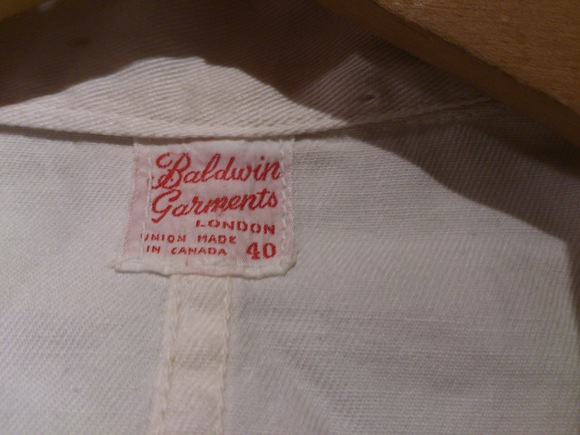 Baldwin
Garments
LONDON
UNION MADE
IN CANADA 40